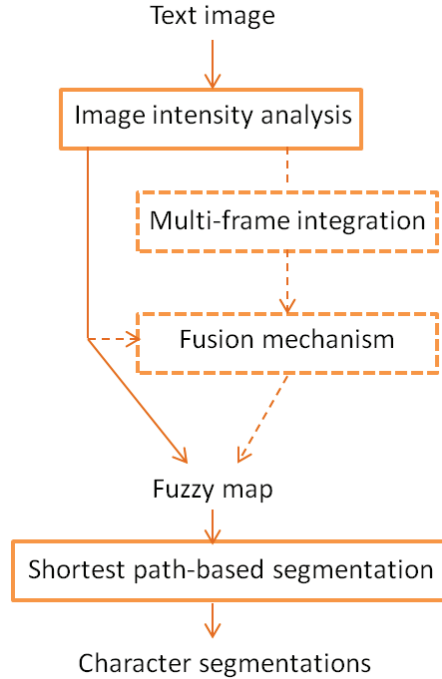 Text image
Image intensity analysis
Multi-frame integration
Fusion mechanism
Fuzzy map
Shortest path-based segmentation
Character segmentations